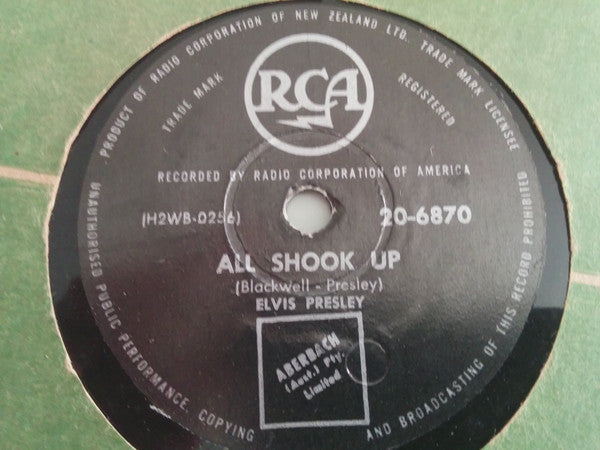 PRODUCT OF RADIO CORPORATION OF NEW ZEALAND LTD. TRADE MARK LICENSEE
TRADE MARK
RCA
REGISTERED
RECORDED BY RADIO CORPORATION OF AMERICA
(H2WB-0256)
20-6870
ALL SHOOK UP
(Blackwell - Presley)
ELVIS PRESLEY
ABERBACH
(Aust.) Pty.
Limited
UNAUTHORISED PUBLIC PERFORMANCE, COPYING
AND BROADCASTING OF THIS RECORD PROHIBITED